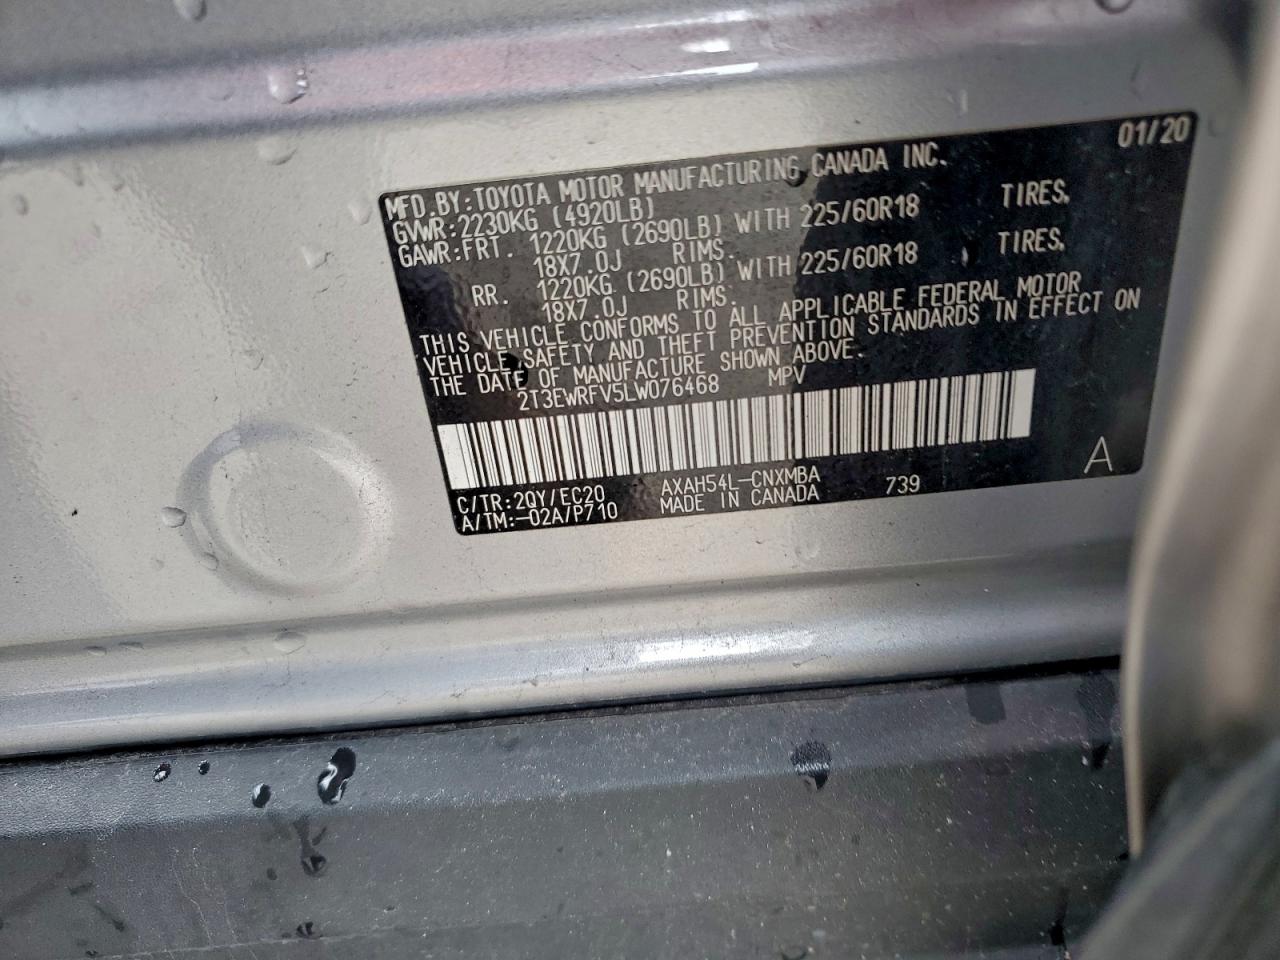 01/20
MFD.BY:TOYOTA MOTOR MANUFACTURING CANADA INC.
GVWR:2230KG (4920LB)
GAWR:FRT. 1220KG (2690LB) WITH 225/60R18 TIRES,
18X7.0J RIMS.
RR. 1220KG (2690LB) WITH 225/60R18 TIRES,
18X7.0J RIMS.
THIS VEHICLE CONFORMS TO ALL APPLICABLE FEDERAL MOTOR
VEHICLE SAFETY AND THEFT PREVENTION STANDARDS IN EFFECT ON
THE DATE OF MANUFACTURE SHOWN ABOVE.
2T3EWRFV5LW076468 MPV
C/TR:2QY/EC20 AXAH54L-CNXMBA 739 A
A/TM:-02A/P710 MADE IN CANADA